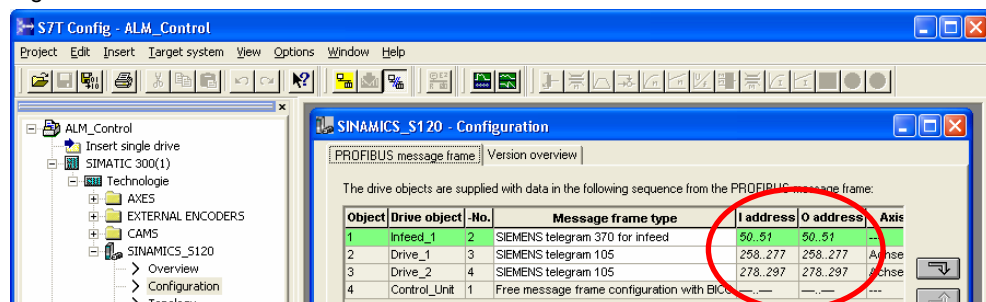 S7T Config - ALM_Control
Project Edit Insert Target system View Options Window Help
ALM_Control
Insert single drive
SIMATIC 300(1)
Technologie
AXES
EXTERNAL ENCODERS
CAMS
SINAMICS_S120
Overview
Configuration
SINAMICS_S120 - Configuration
PROFIBUS message frame Version overview
The drive objects are supplied with data in the following sequence from the PROFIBUS message frame:
Object Drive object -No. Message frame type I address O address Axis
1 Infeed_1 2 SIEMENS telegram 370 for infeed 50..51 50..51 ---
2 Drive_1 3 SIEMENS telegram 105 258..277 258..277 Achse
3 Drive_2 4 SIEMENS telegram 105 278..297 278..297 Achse
4 Control_Unit 1 Free message frame configuration with BICO ---..--- ---..--- ---